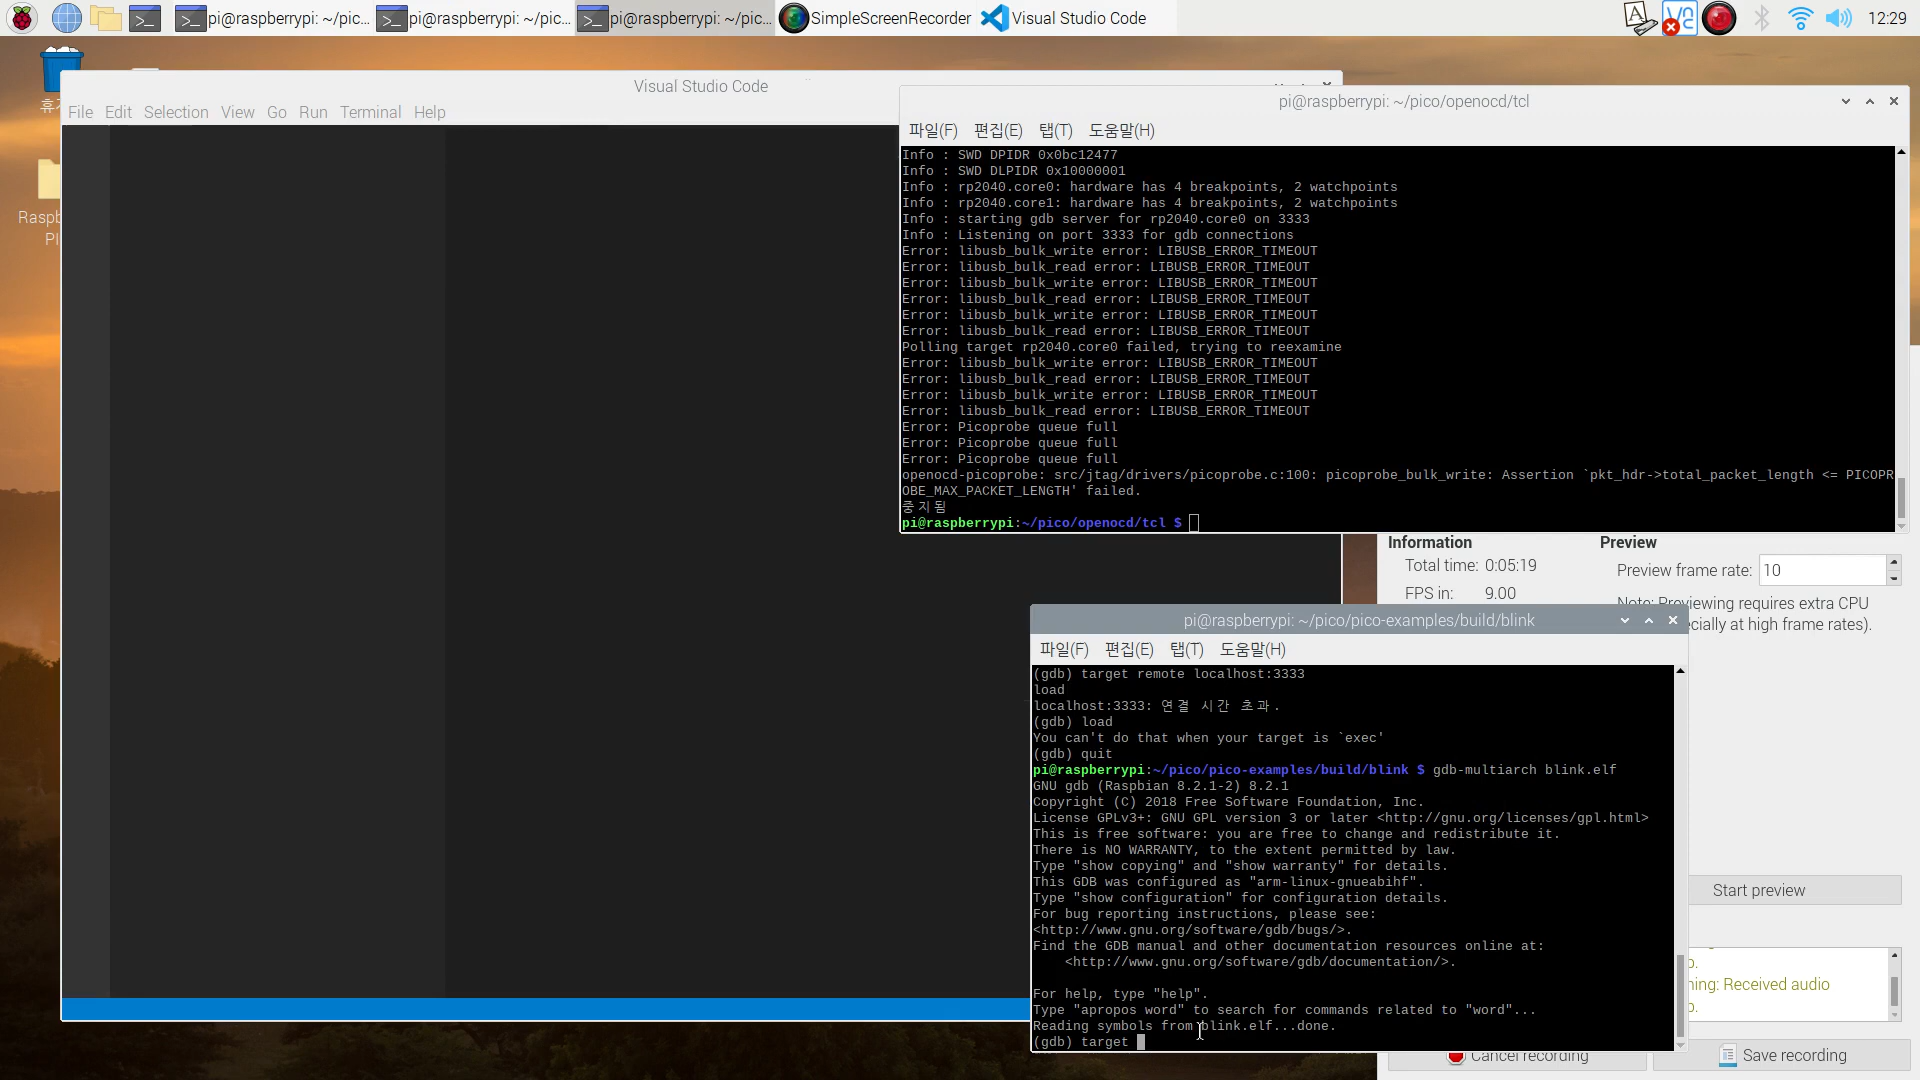 pi@raspberrypi: ~/pic...
pi@raspberrypi: ~/pic...
pi@raspberrypi: ~/pic...
SimpleScreenRecorder
Visual Studio Code
12:29
Visual Studio Code
File Edit Selection View Go Run Terminal Help
pi@raspberrypi: ~/pico/openocd/tcl
파일(F) 편집(E) 탭(T) 도움말(H)
Info : SWD DPIDR 0x0bc12477
Info : SWD DLPIDR 0x10000001
Info : rp2040.core0: hardware has 4 breakpoints, 2 watchpoints
Info : rp2040.core1: hardware has 4 breakpoints, 2 watchpoints
Info : starting gdb server for rp2040.core0 on 3333
Info : Listening on port 3333 for gdb connections
Error: libusb_bulk_write error: LIBUSB_ERROR_TIMEOUT
Error: libusb_bulk_read error: LIBUSB_ERROR_TIMEOUT
Error: libusb_bulk_write error: LIBUSB_ERROR_TIMEOUT
Error: libusb_bulk_read error: LIBUSB_ERROR_TIMEOUT
Error: libusb_bulk_write error: LIBUSB_ERROR_TIMEOUT
Error: libusb_bulk_read error: LIBUSB_ERROR_TIMEOUT
Polling target rp2040.core0 failed, trying to reexamine
Error: libusb_bulk_write error: LIBUSB_ERROR_TIMEOUT
Error: libusb_bulk_read error: LIBUSB_ERROR_TIMEOUT
Error: libusb_bulk_write error: LIBUSB_ERROR_TIMEOUT
Error: libusb_bulk_read error: LIBUSB_ERROR_TIMEOUT
Error: Picoprobe queue full
Error: Picoprobe queue full
Error: Picoprobe queue full
openocd-picoprobe: src/jtag/drivers/picoprobe.c:100: picoprobe_bulk_write: Assertion `pkt_hdr->total_packet_length <= PICOPR
OBE_MAX_PACKET_LENGTH' failed.
중지됨
pi@raspberrypi:~/pico/openocd/tcl $
Information
Total time: 0:05:19
FPS in: 9.00
Preview
Preview frame rate: 10
Note: Previewing requires extra CPU
ecially at high frame rates).
Start preview
p.
ning: Received audio
p.
Cancel recording
Save recording
pi@raspberrypi: ~/pico/pico-examples/build/blink
파일(F) 편집(E) 탭(T) 도움말(H)
(gdb) target remote localhost:3333
load
localhost:3333: 연결 시간 초과.
(gdb) load
You can't do that when your target is `exec'
(gdb) quit
pi@raspberrypi:~/pico/pico-examples/build/blink $ gdb-multiarch blink.elf
GNU gdb (Raspbian 8.2.1-2) 8.2.1
Copyright (C) 2018 Free Software Foundation, Inc.
License GPLv3+: GNU GPL version 3 or later <http://gnu.org/licenses/gpl.html>
This is free software: you are free to change and redistribute it.
There is NO WARRANTY, to the extent permitted by law.
Type "show copying" and "show warranty" for details.
This GDB was configured as "arm-linux-gnueabihf".
Type "show configuration" for configuration details.
For bug reporting instructions, please see:
<http://www.gnu.org/software/gdb/bugs/>.
Find the GDB manual and other documentation resources online at:
<http://www.gnu.org/software/gdb/documentation/>.
For help, type "help".
Type "apropos word" to search for commands related to "word"...
Reading symbols from blink.elf...done.
(gdb) target